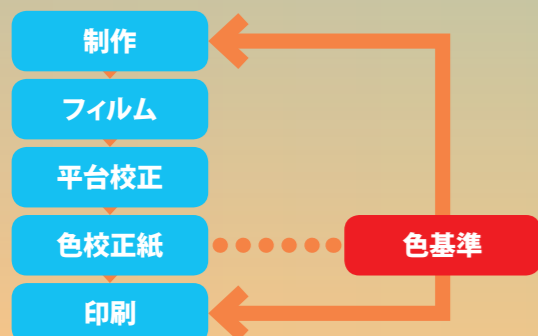 制作
フィルム
平台校正
色校正紙
色基準
印刷